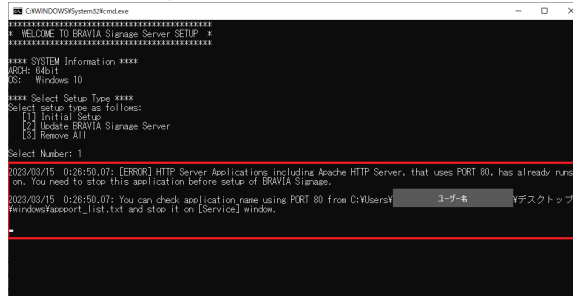 C:¥WINDOWS¥System32¥cmd.exe
****************************************
*  WELCOME TO BRAVIA Signage Server SETUP  *
****************************************
**** SYSTEM Information ****
ARCH: 64bit
OS:  Windows 10
**** Select Setup Type ****
Select setup type as follows:
[1] Initial Setup
[2] Update BRAVIA Signage Server
[3] Remove All
Select Number: 1
2023/03/15  0:26:50.07: [ERROR] HTTP Server Applications including Apache HTTP Server, that uses PORT 80, has already runs
on. You need to stop this application before setup of BRAVIA Signage.
2023/03/15  0:26:50.07: You can check application name using PORT 80 from C:¥Users¥ ユーザー名 ¥デスクトップ
¥windows¥appport_list.txt and stop it on [Service] window.